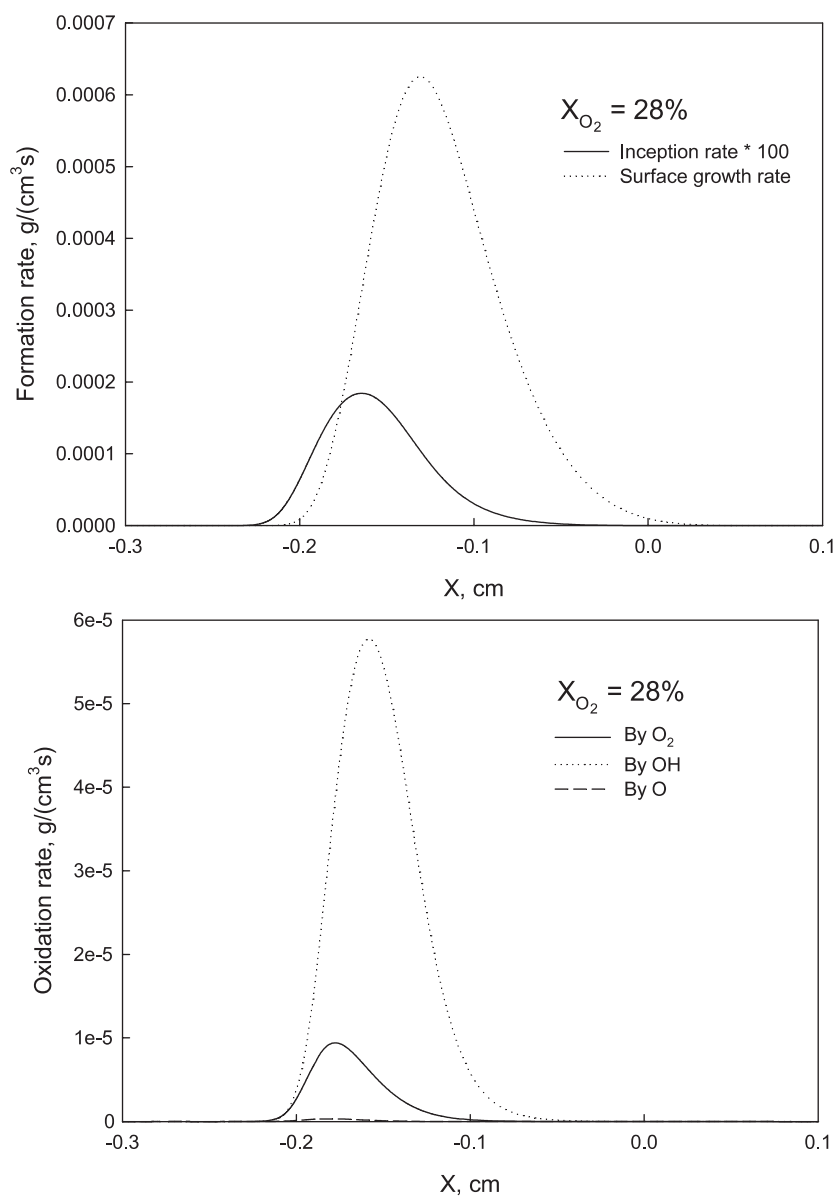 0.0007
0.0006
0.0005
0.0004
0.0003
0.0002
0.0001
0.0000
Formation rate, g/(cm³s)
X_O₂ = 28%
Inception rate * 100
Surface growth rate
-0.3
-0.2
-0.1
0.0
0.1
X, cm
6e-5
5e-5
4e-5
3e-5
2e-5
1e-5
0
Oxidation rate, g/(cm³s)
X_O₂ = 28%
By O₂
By OH
By O
-0.3
-0.2
-0.1
0.0
0.1
X, cm